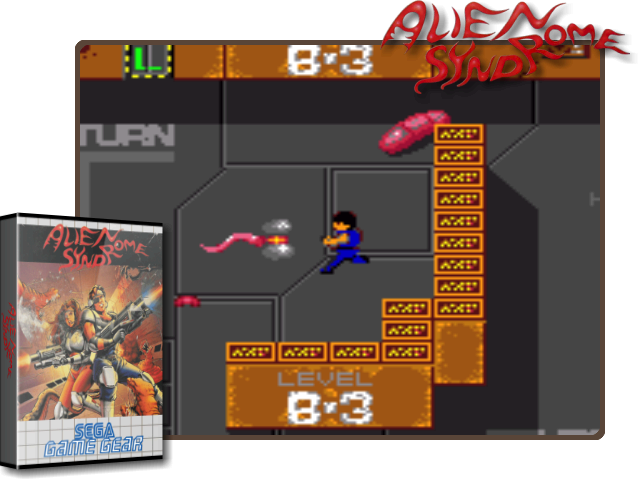 ALIEN
SYNDROME
L
8·3
TURN
LEVEL
8·3
ALIEN
SYNDROME
SEGA
GAME GEAR